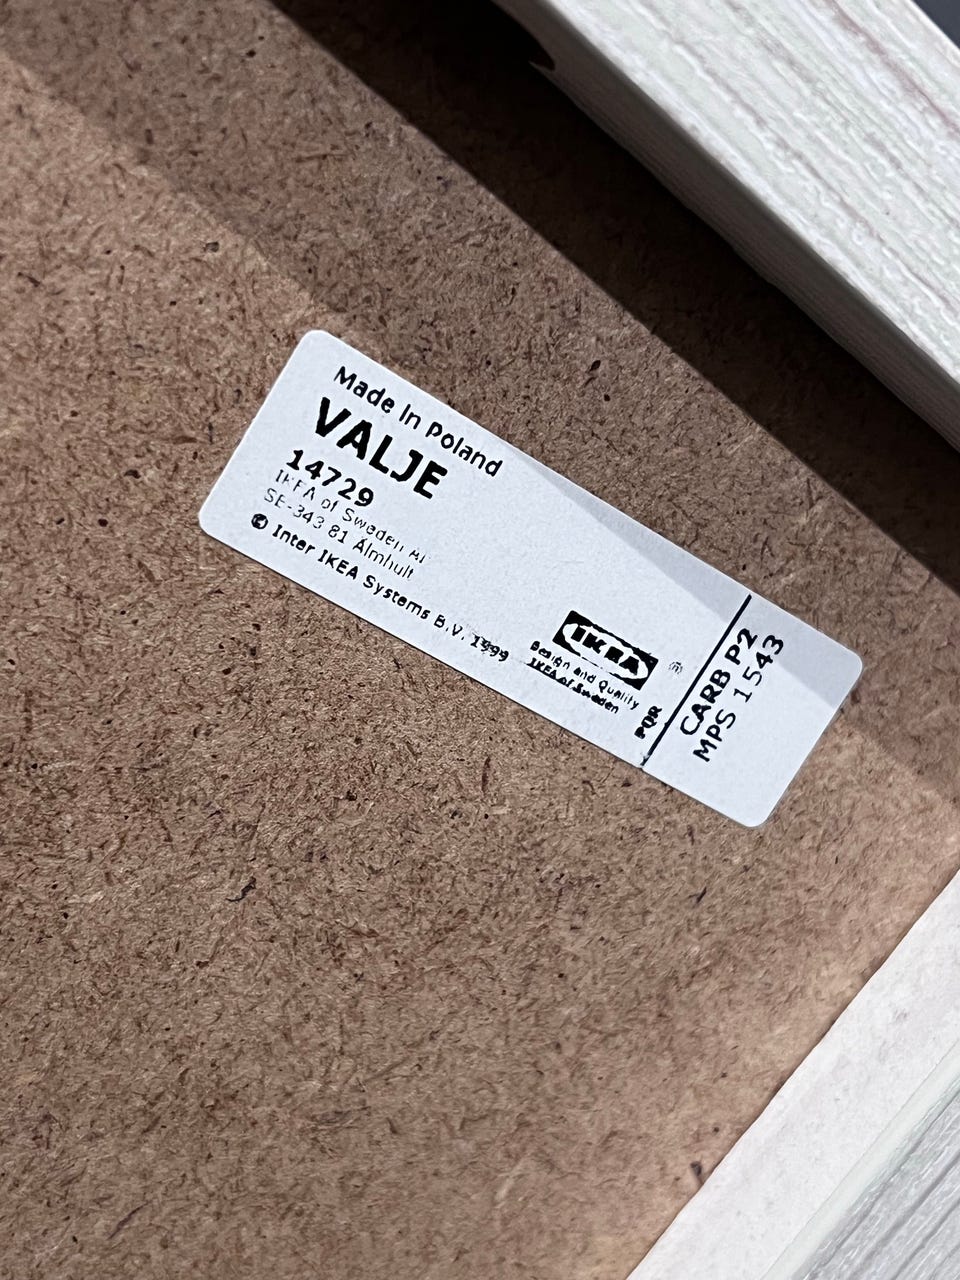 Made in Poland
VALJE
14729
IKEA of Sweden AB
SE-343 81 Älmhult
© Inter IKEA Systems B.V. 1999
IKEA ®
Design and Quality
IKEA of Sweden
PQR
CARB P2
MPS 1543